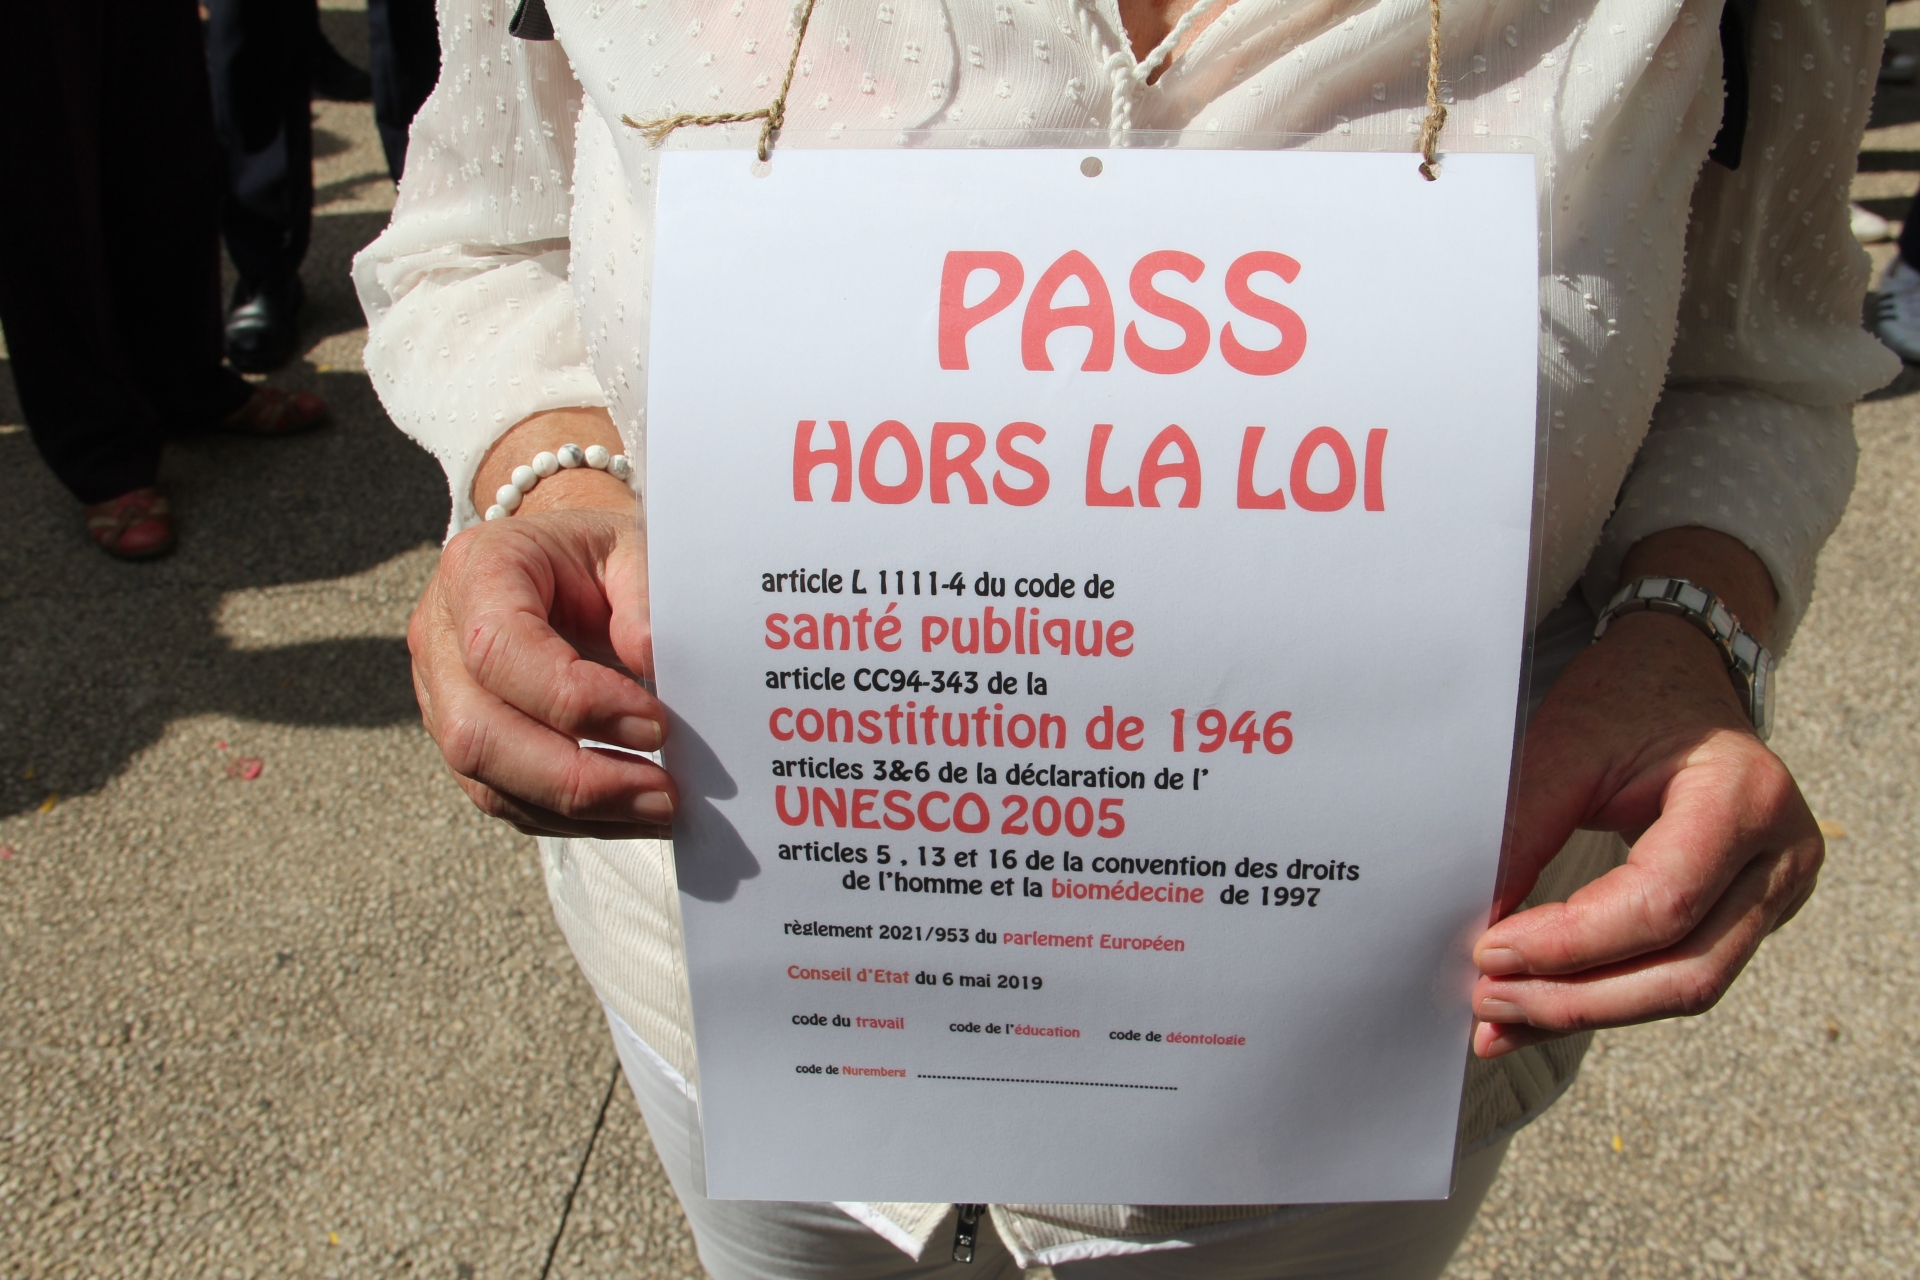 PASS
HORS LA LOI
article L 1111-4 du code de
santé publique
article CC94-343 de la
constitution de 1946
articles 3&6 de la déclaration de l'
UNESCO 2005
articles 5 , 13 et 16 de la convention des droits
de l'homme et la biomédecine de 1997
règlement 2021/953 du parlement Européen
Conseil d'Etat du 6 mai 2019
code du travail code de l'éducation code de déontologie
code de Nuremberg ........................................